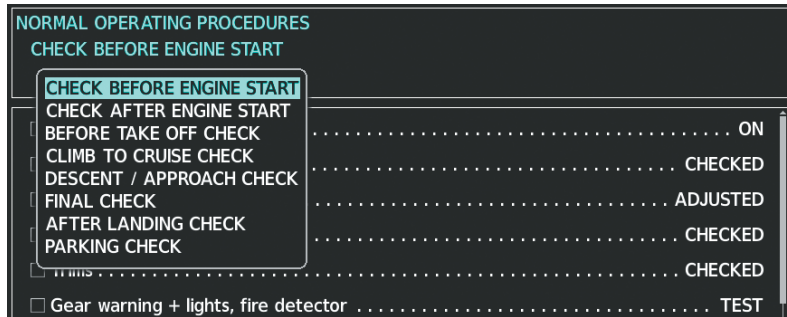 NORMAL OPERATING PROCEDURES
CHECK BEFORE ENGINE START
CHECK BEFORE ENGINE START
CHECK AFTER ENGINE START
BEFORE TAKE OFF CHECK
CLIMB TO CRUISE CHECK
DESCENT / APPROACH CHECK
FINAL CHECK
AFTER LANDING CHECK
PARKING CHECK
ON
CHECKED
ADJUSTED
CHECKED
Trims CHECKED
Gear warning + lights, fire detector TEST